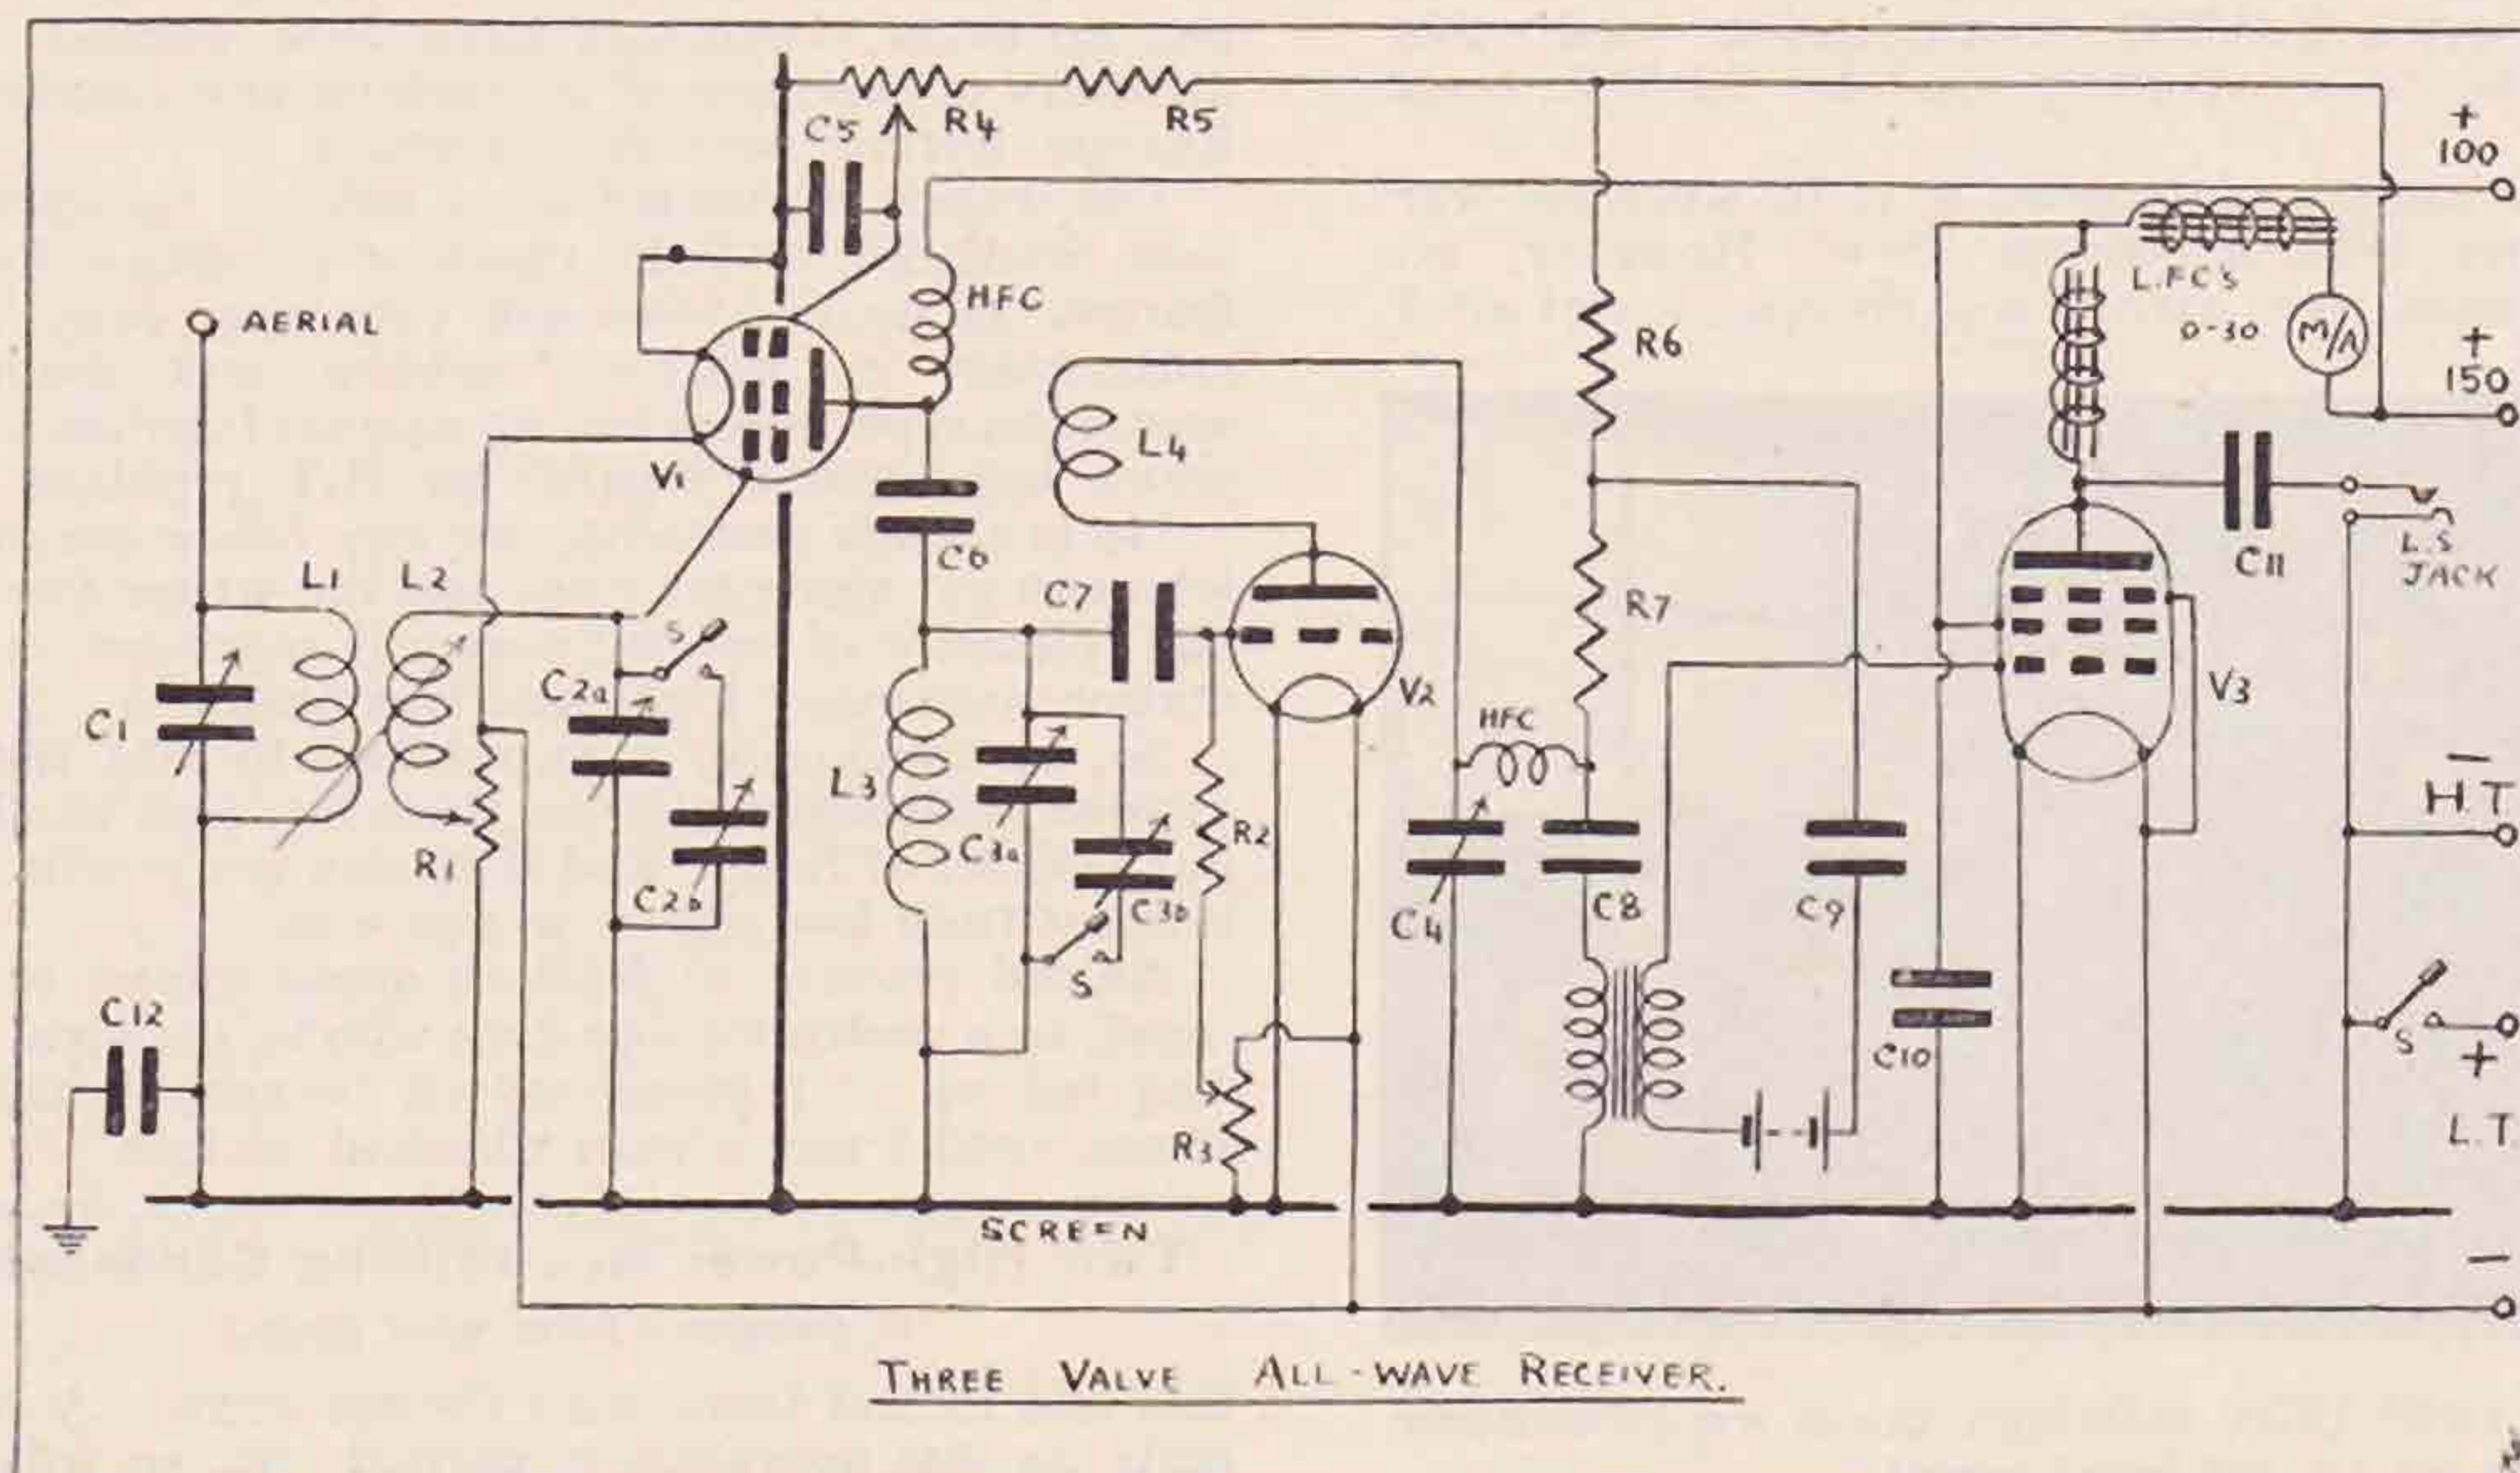 C5
R4
R5
+
100
HFC
L.FC's
AERIAL
0-30
M/A
+
150
R6
V1
L4
C6
L.S
JACK
C11
L1
L2
C7
R7
S
C2a
V2
V3
C1
HFC
L3
C3a
R2
H.T
−
R1
C2b
C3b
C4
C8
C9
S
C12
C10
S
+
R3
L.T
SCREEN
−
THREE VALVE ALL-WAVE RECEIVER.